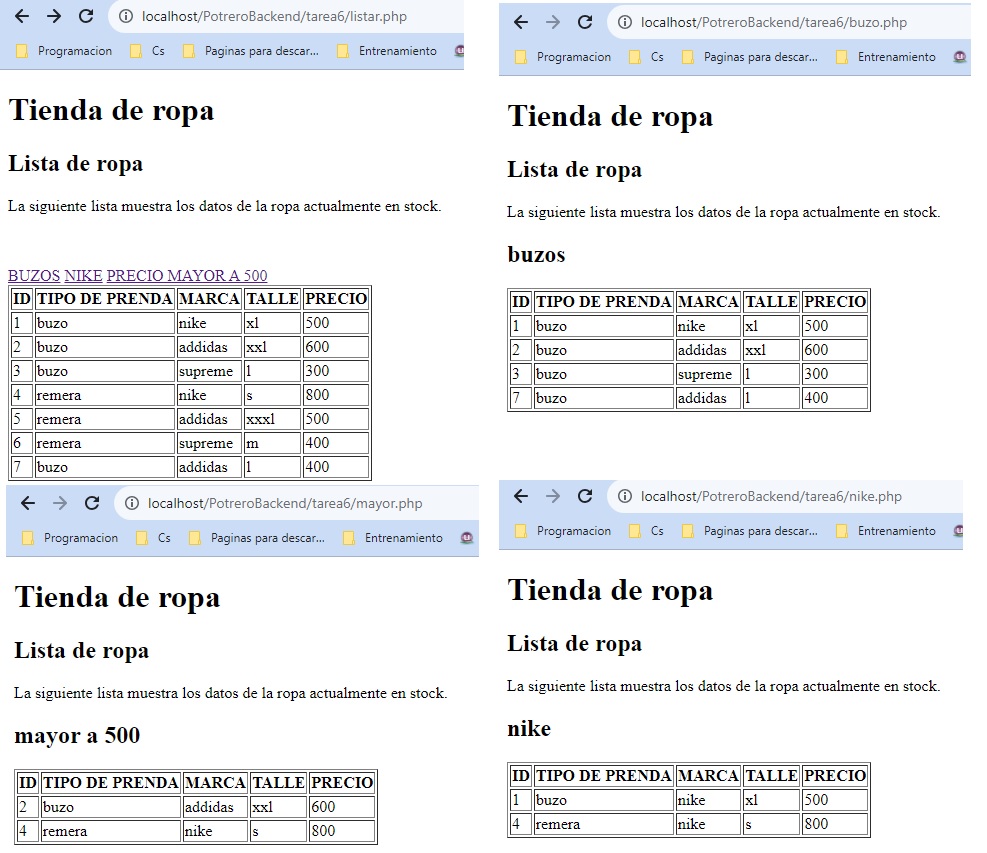 localhost/PotreroBackend/tarea6/listar.php
Programacion Cs Paginas para descar... Entrenamiento
Tienda de ropa
Lista de ropa
La siguiente lista muestra los datos de la ropa actualmente en stock.
BUZOS NIKE PRECIO MAYOR A 500
ID TIPO DE PRENDA MARCA TALLE PRECIO
1 buzo nike xl 500
2 buzo addidas xxl 600
3 buzo supreme l 300
4 remera nike s 800
5 remera addidas xxxl 500
6 remera supreme m 400
7 buzo addidas l 400
localhost/PotreroBackend/tarea6/buzo.php
Programacion Cs Paginas para descar... Entrenamiento
Tienda de ropa
Lista de ropa
La siguiente lista muestra los datos de la ropa actualmente en stock.
buzos
ID TIPO DE PRENDA MARCA TALLE PRECIO
1 buzo nike xl 500
2 buzo addidas xxl 600
3 buzo supreme l 300
7 buzo addidas l 400
localhost/PotreroBackend/tarea6/mayor.php
Programacion Cs Paginas para descar... Entrenamiento
Tienda de ropa
Lista de ropa
La siguiente lista muestra los datos de la ropa actualmente en stock.
mayor a 500
ID TIPO DE PRENDA MARCA TALLE PRECIO
2 buzo addidas xxl 600
4 remera nike s 800
localhost/PotreroBackend/tarea6/nike.php
Programacion Cs Paginas para descar... Entrenamiento
Tienda de ropa
Lista de ropa
La siguiente lista muestra los datos de la ropa actualmente en stock.
nike
ID TIPO DE PRENDA MARCA TALLE PRECIO
1 buzo nike xl 500
4 remera nike s 800